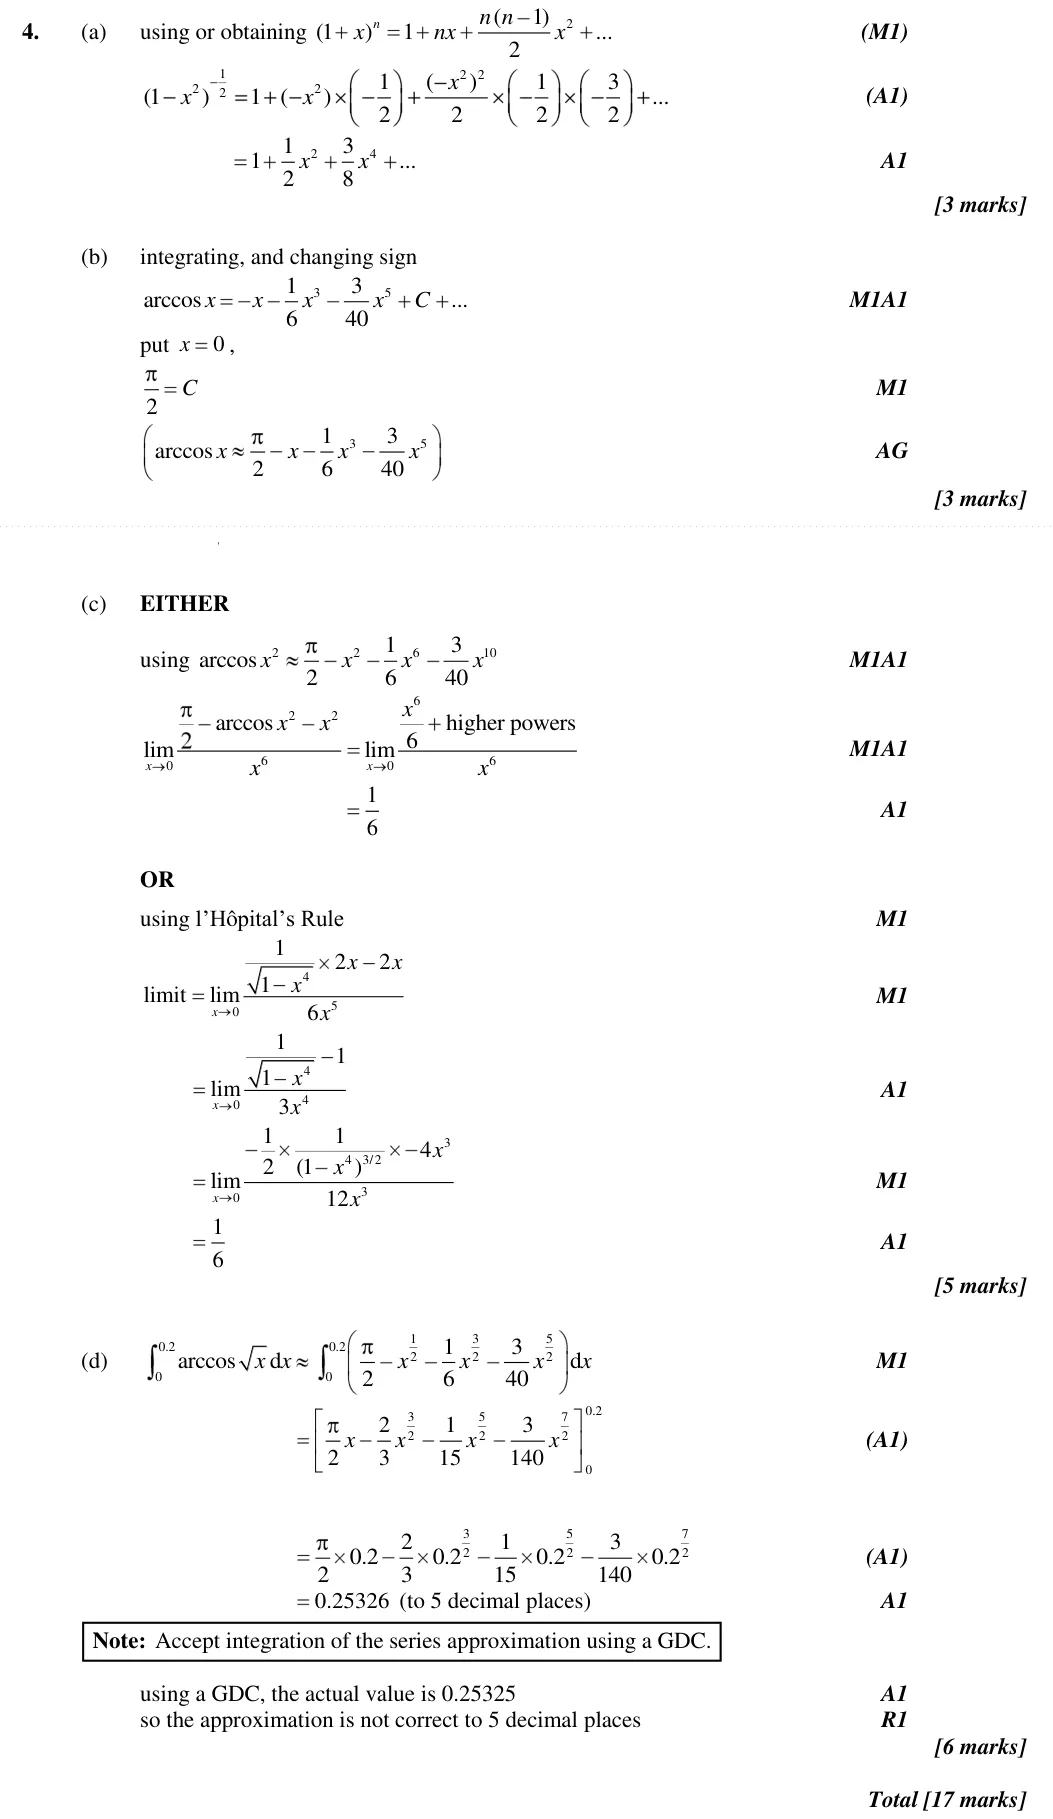 4. (a) using or obtaining (1 + x)^n = 1 + nx + n(n − 1)/2 x^2 + ... (M1)
(1 − x^2)^(−1/2) = 1 + (−x^2) × (−1/2) + (−x^2)^2/2 × (−1/2) × (−3/2) + ... (A1)
= 1 + 1/2 x^2 + 3/8 x^4 + ... A1
[3 marks]
(b) integrating, and changing sign
arccos x = −x − 1/6 x^3 − 3/40 x^5 + C + ... M1A1
put x = 0 ,
π/2 = C M1
(arccos x ≈ π/2 − x − 1/6 x^3 − 3/40 x^5) AG
[3 marks]
(c) EITHER
using arccos x^2 ≈ π/2 − x^2 − 1/6 x^6 − 3/40 x^10 M1A1
lim x→0 (π/2 − arccos x^2 − x^2)/x^6 = lim x→0 (x^6/6 + higher powers)/x^6 M1A1
= 1/6 A1
OR
using l’Hôpital’s Rule M1
limit = lim x→0 (1/√(1 − x^4) × 2x − 2x)/6x^5 M1
= lim x→0 (1/√(1 − x^4) − 1)/3x^4 A1
= lim x→0 (−1/2 × 1/(1 − x^4)^(3/2) × −4x^3)/12x^3 M1
= 1/6 A1
[5 marks]
(d) ∫_0^0.2 arccos √x dx ≈ ∫_0^0.2 (π/2 − x^(1/2) − 1/6 x^(3/2) − 3/40 x^(5/2)) dx M1
= [π/2 x − 2/3 x^(3/2) − 1/15 x^(5/2) − 3/140 x^(7/2)]_0^0.2 (A1)
= π/2 × 0.2 − 2/3 × 0.2^(3/2) − 1/15 × 0.2^(5/2) − 3/140 × 0.2^(7/2) (A1)
= 0.25326 (to 5 decimal places) A1
Note: Accept integration of the series approximation using a GDC.
using a GDC, the actual value is 0.25325 A1
so the approximation is not correct to 5 decimal places R1
[6 marks]
Total [17 marks]